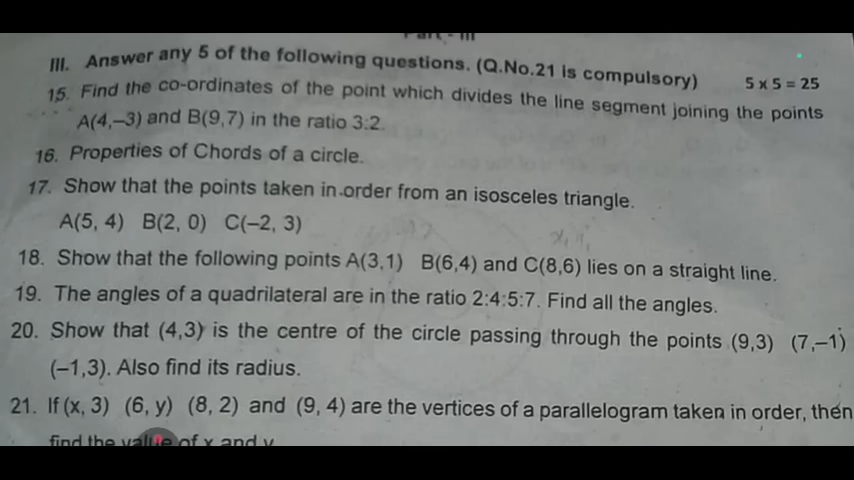 Part - III
III. Answer any 5 of the following questions. (Q.No.21 is compulsory) 5 x 5 = 25
15. Find the co-ordinates of the point which divides the line segment joining the points
A(4,–3) and B(9,7) in the ratio 3:2.
16. Properties of Chords of a circle.
17. Show that the points taken in order from an isosceles triangle.
A(5, 4) B(2, 0) C(–2, 3)
18. Show that the following points A(3,1) B(6,4) and C(8,6) lies on a straight line.
19. The angles of a quadrilateral are in the ratio 2:4:5:7. Find all the angles.
20. Show that (4,3) is the centre of the circle passing through the points (9,3) (7,–1)
(–1,3). Also find its radius.
21. If (x, 3) (6, y) (8, 2) and (9, 4) are the vertices of a parallelogram taken in order, then
find the value of x and y